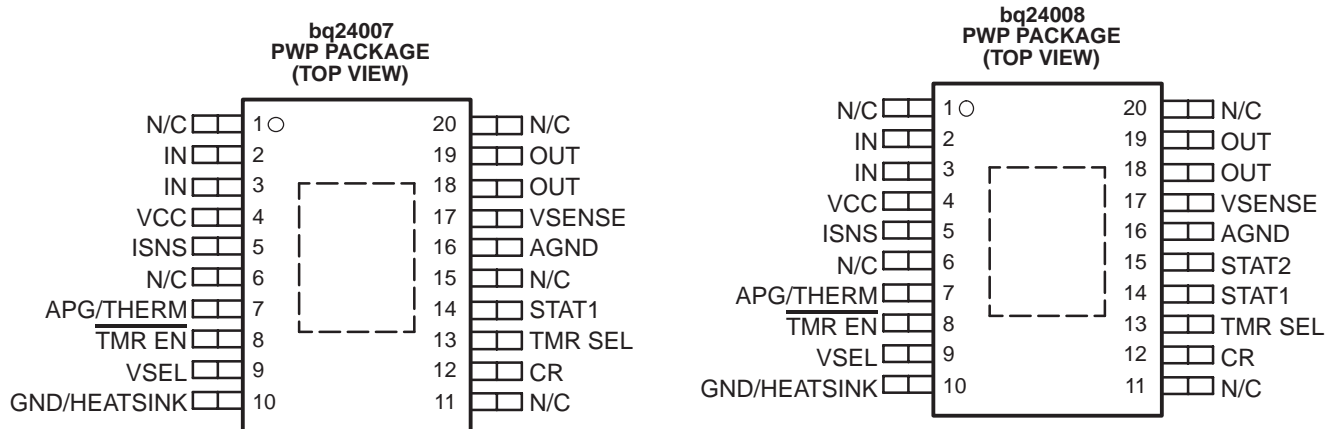 bq24007
PWP PACKAGE
(TOP VIEW)
N/C 1 20 N/C
IN 2 19 OUT
IN 3 18 OUT
VCC 4 17 VSENSE
ISNS 5 16 AGND
N/C 6 15 N/C
APG/THERM 7 14 STAT1
TMR EN 8 13 TMR SEL
VSEL 9 12 CR
GND/HEATSINK 10 11 N/C
bq24008
PWP PACKAGE
(TOP VIEW)
N/C 1 20 N/C
IN 2 19 OUT
IN 3 18 OUT
VCC 4 17 VSENSE
ISNS 5 16 AGND
N/C 6 15 STAT2
APG/THERM 7 14 STAT1
TMR EN 8 13 TMR SEL
VSEL 9 12 CR
GND/HEATSINK 10 11 N/C